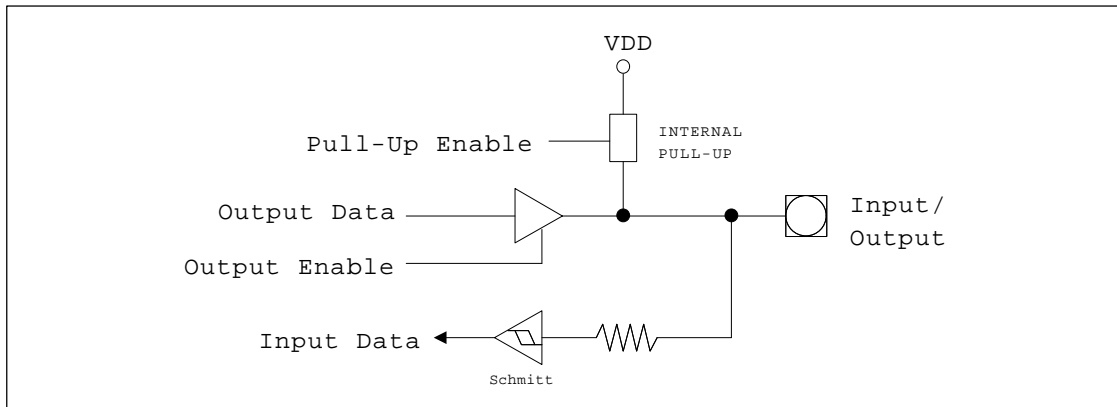 VDD
Pull-Up Enable
INTERNAL
PULL-UP
Output Data
Input/
Output
Output Enable
Input Data
Schmitt